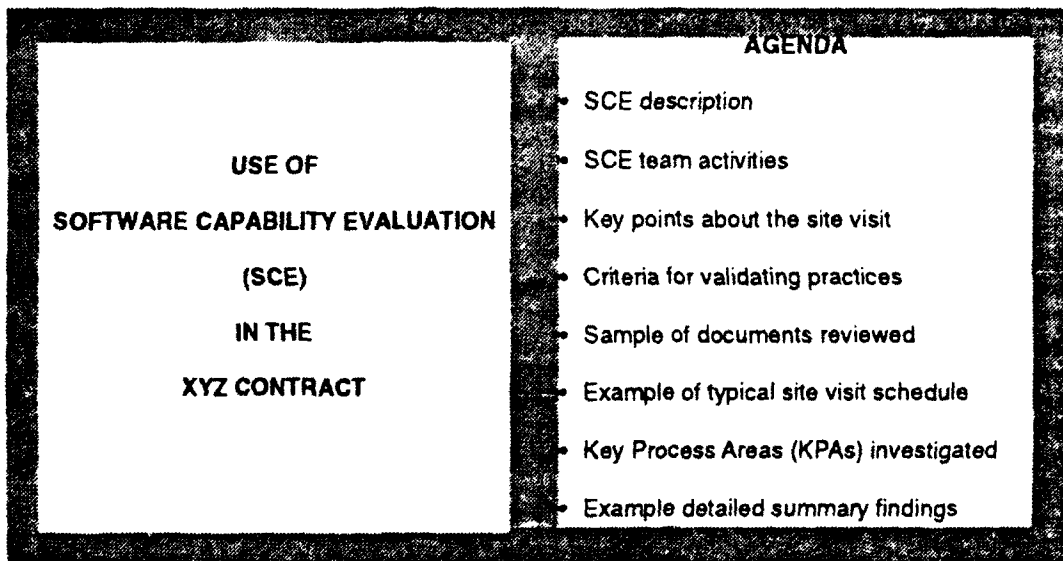 USE OF
SOFTWARE CAPABILITY EVALUATION
(SCE)
IN THE
XYZ CONTRACT
AGENDA
• SCE description
• SCE team activities
• Key points about the site visit
• Criteria for validating practices
• Sample of documents reviewed
• Example of typical site visit schedule
• Key Process Areas (KPAs) investigated
• Example detailed summary findings